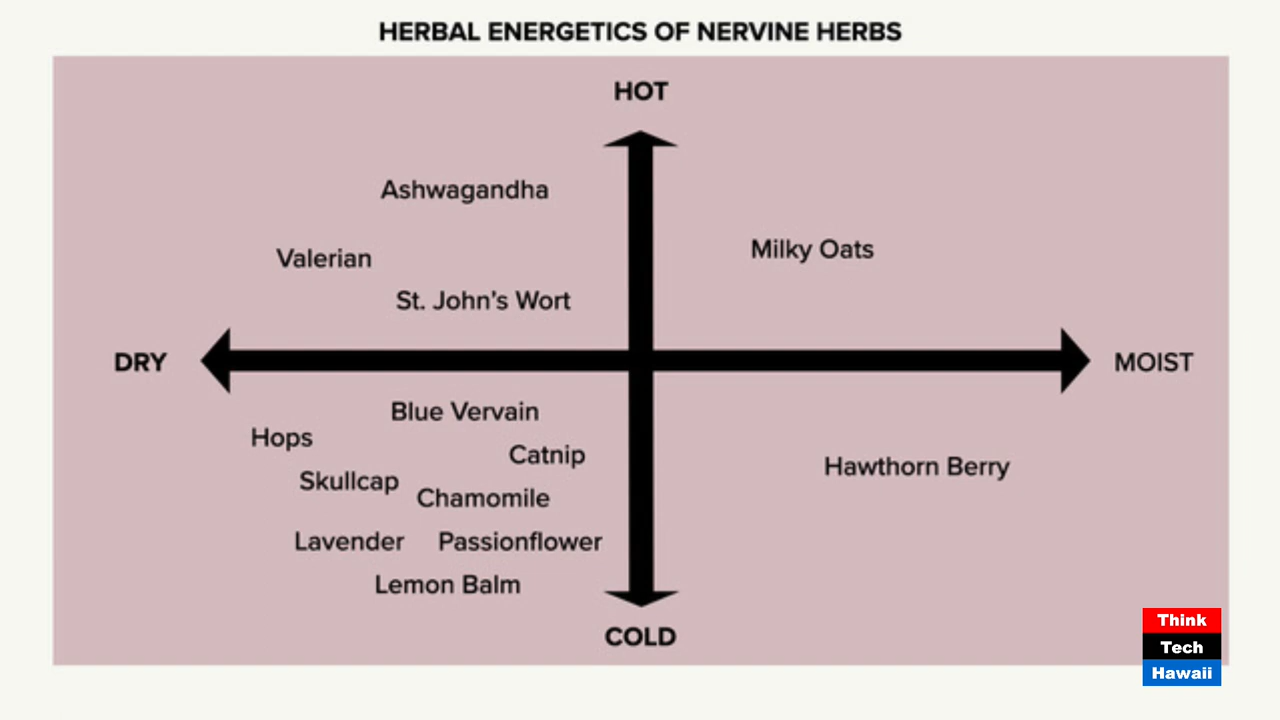 HERBAL ENERGETICS OF NERVINE HERBS
HOT
Ashwagandha
Milky Oats
Valerian
St. John's Wort
DRY
MOIST
Blue Vervain
Hops
Catnip
Hawthorn Berry
Skullcap
Chamomile
Lavender
Passionflower
Lemon Balm
COLD
Think
Tech
Hawaii